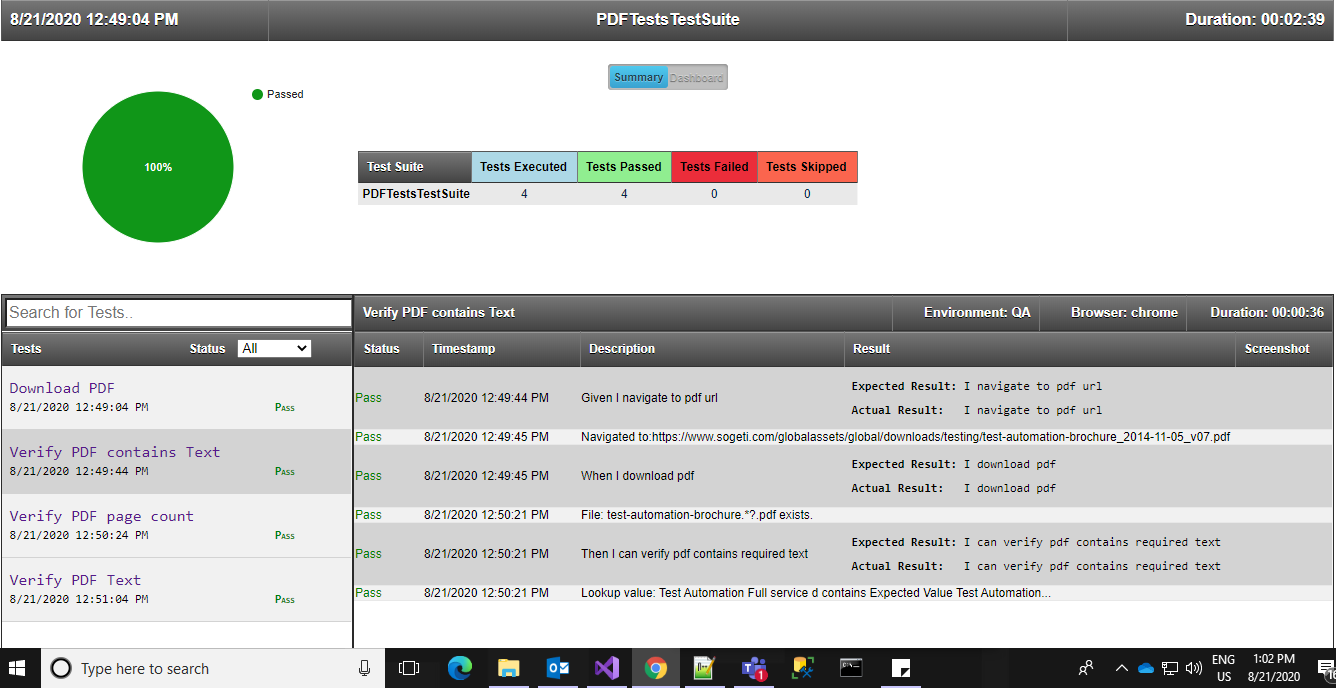 8/21/2020 12:49:04 PM PDFTestsTestSuite Duration: 00:02:39
Summary Dashboard
Passed
100%
Test Suite Tests Executed Tests Passed Tests Failed Tests Skipped
PDFTestsTestSuite 4 4 0 0
Search for Tests.. Verify PDF contains Text Environment: QA Browser: chrome Duration: 00:00:36
Tests Status All
Download PDF
8/21/2020 12:49:04 PM Pass
Verify PDF contains Text
8/21/2020 12:49:44 PM Pass
Verify PDF page count
8/21/2020 12:50:24 PM Pass
Verify PDF Text
8/21/2020 12:51:04 PM Pass
Status Timestamp Description Result Screenshot
Pass 8/21/2020 12:49:44 PM Given I navigate to pdf url
Expected Result: I navigate to pdf url
Actual Result: I navigate to pdf url
Pass 8/21/2020 12:49:45 PM Navigated to:https://www.sogeti.com/globalassets/global/downloads/testing/test-automation-brochure_2014-11-05_v07.pdf
Pass 8/21/2020 12:49:45 PM When I download pdf
Expected Result: I download pdf
Actual Result: I download pdf
Pass 8/21/2020 12:50:21 PM File: test-automation-brochure.*?.pdf exists.
Pass 8/21/2020 12:50:21 PM Then I can verify pdf contains required text
Expected Result: I can verify pdf contains required text
Actual Result: I can verify pdf contains required text
Pass 8/21/2020 12:50:21 PM Lookup value: Test Automation Full service d contains Expected Value Test Automation...
Type here to search
1
ENG
US
1:02 PM
8/21/2020